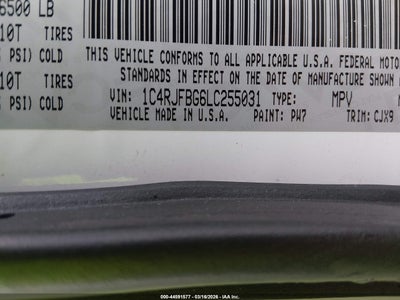 6500 LB
10T TIRES
PSI) COLD
10T TIRES
PSI) COLD
THIS VEHICLE CONFORMS TO ALL APPLICABLE U.S.A. FEDERAL MOTOR
STANDARDS IN EFFECT ON THE DATE OF MANUFACTURE SHOWN
VIN: 1C4RJFBG6LC255031 TYPE: MPV
VEHICLE MADE IN U.S.A. PAINT: PW7 TRIM: CJX9
000-44591577 - 03/18/2026 - IAA Inc.